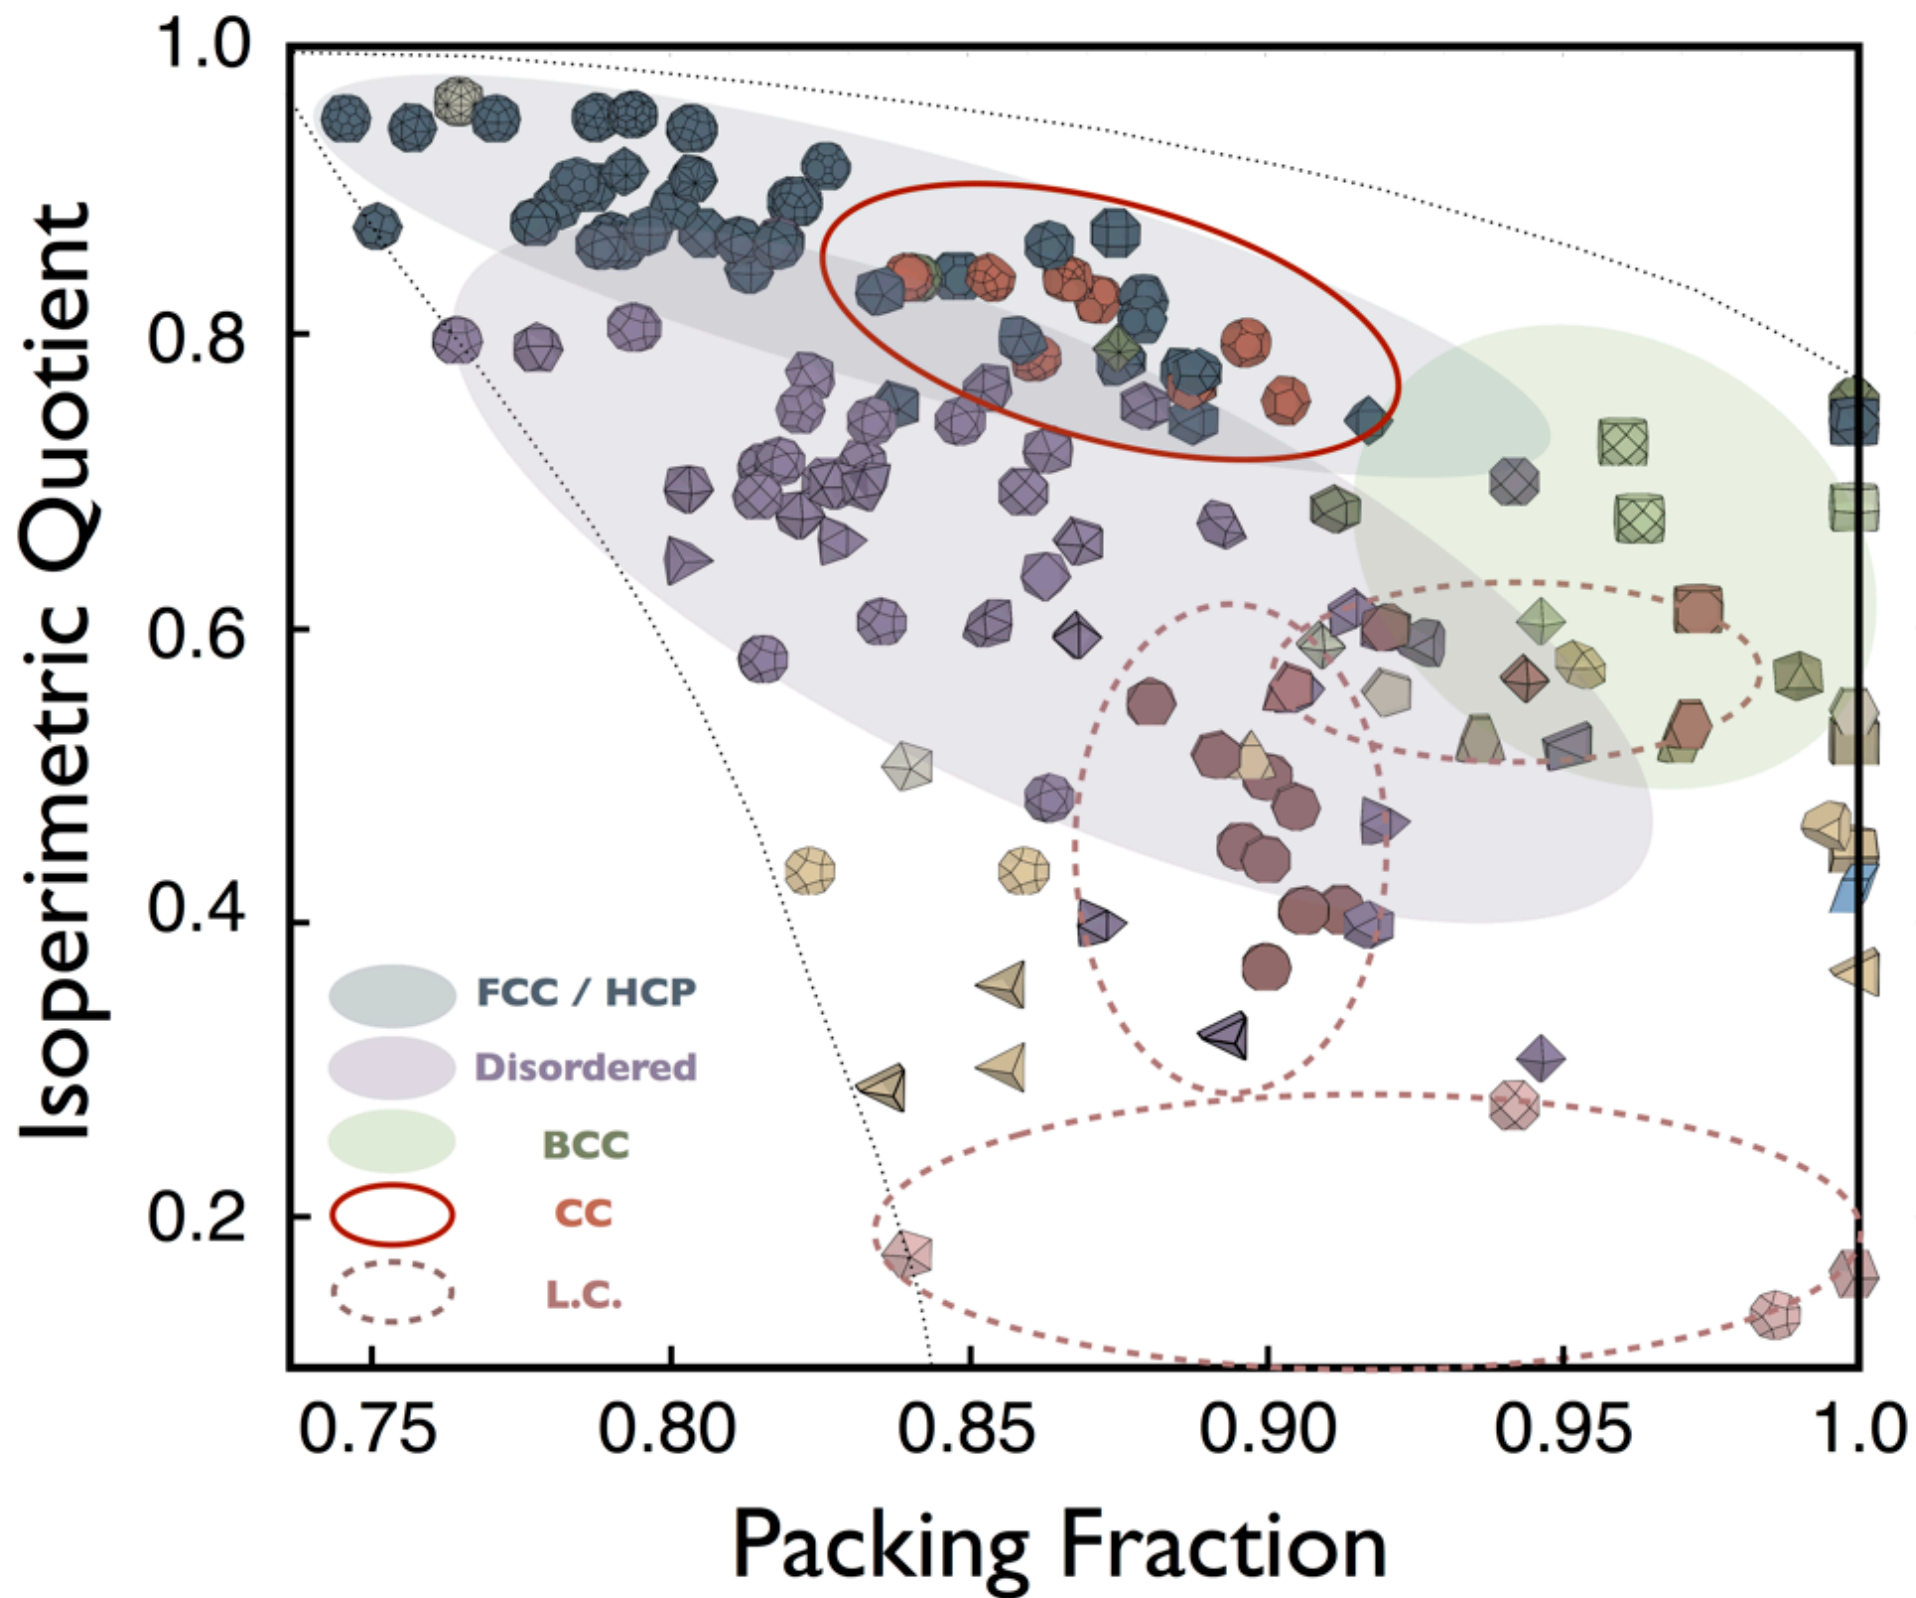 1.0
0.8
0.6
0.4
0.2
Isoperimetric Quotient
FCC / HCP
Disordered
BCC
CC
L.C.
0.75 0.80 0.85 0.90 0.95 1.0
Packing Fraction